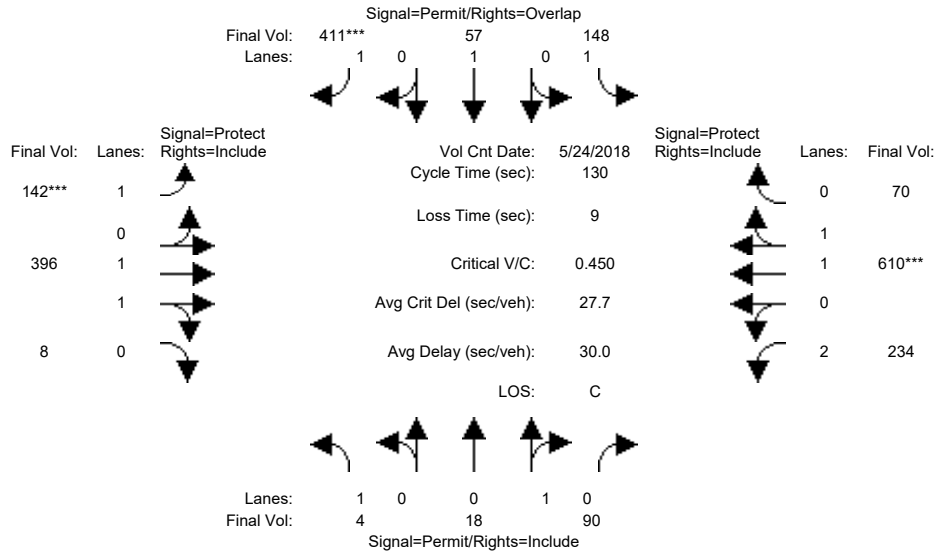 Signal=Permit/Rights=Overlap
Final Vol: 411*** 57 148
Lanes: 1 0 1 0 1
Signal=Protect Signal=Protect
Final Vol: Lanes: Rights=Include Vol Cnt Date: 5/24/2018 Rights=Include Lanes: Final Vol:
Cycle Time (sec): 130
142*** 1 0 70
Loss Time (sec): 9
0 1
396 1 Critical V/C: 0.450 1 610***
1 Avg Crit Del (sec/veh): 27.7 0
8 0 Avg Delay (sec/veh): 30.0 2 234
LOS: C
Lanes: 1 0 0 1 0
Final Vol: 4 18 90
Signal=Permit/Rights=Include